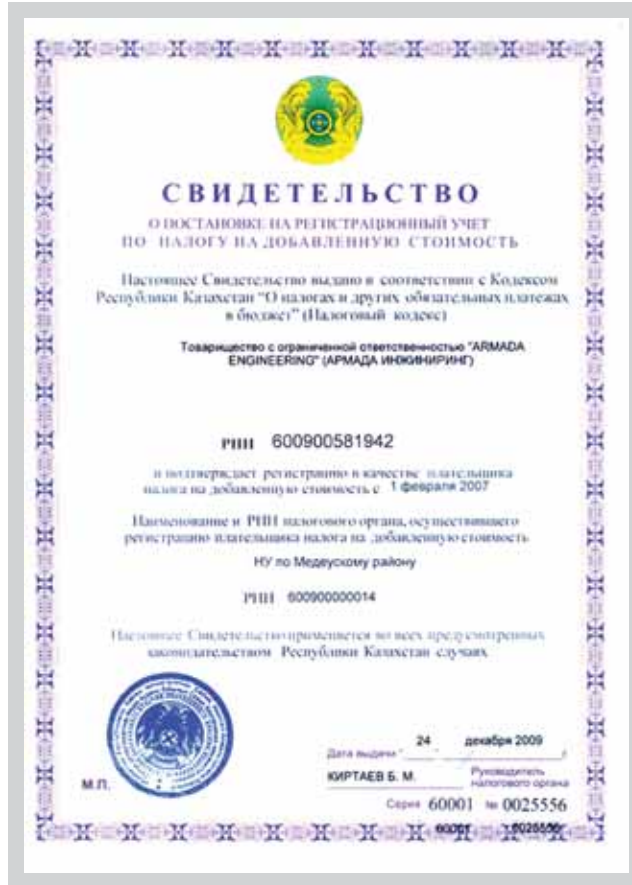 СВИДЕТЕЛЬСТВО
О ПОСТАНОВКЕ НА РЕГИСТРАЦИОННЫЙ УЧЕТ
ПО НАЛОГУ НА ДОБАВЛЕННУЮ СТОИМОСТЬ
Настоящее Свидетельство выдано в соответствии с Кодексом
Республики Казахстан "О налогах и других обязательных платежах
в бюджет" (Налоговый кодекс)
Товарищество с ограниченной ответственностью "ARMADA
ENGINEERING" (АРМАДА ИНЖИНИРИНГ)
РНН 600900581942
и подтверждает регистрацию в качестве плательщика
налога на добавленную стоимость с 1 февраля 2007
Наименование и РНН налогового органа, осуществившего
регистрацию плательщика налога на добавленную стоимость
НУ по Медеускому району
РНН 600900000014
Настоящее Свидетельство применяется во всех предусмотренных
законодательством Республики Казахстан случаях
Дата выдачи " 24 " декабря 2009 г.
М.П.
КИРТАЕВ Б. М. Руководитель
налогового органа
Серия 60001 № 0025556
60001 0025556